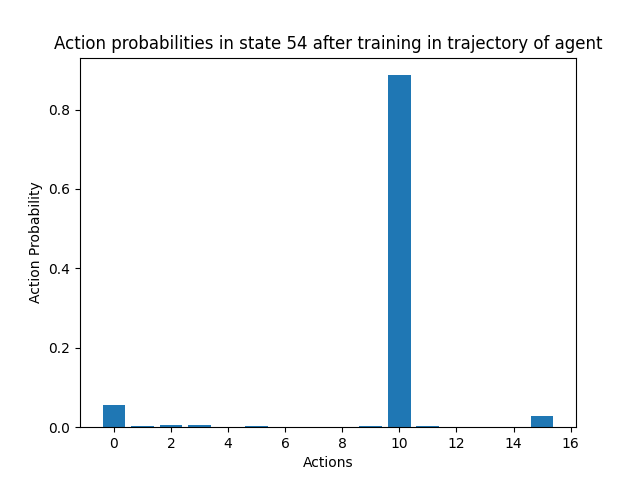 Action probabilities in state 54 after training in trajectory of agent
Action Probability
0.8
0.6
0.4
0.2
0.0
0 2 4 6 8 10 12 14 16
Actions